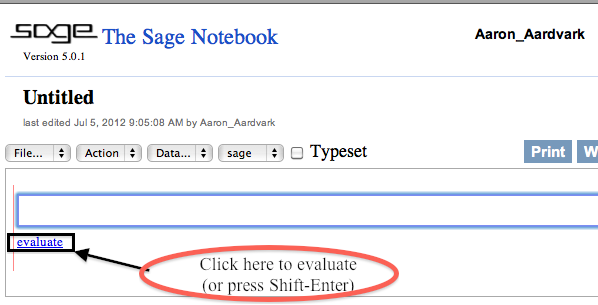 sage The Sage Notebook
Aaron_Aardvark
Version 5.0.1
Untitled
last edited Jul 5, 2012 9:05:08 AM by Aaron_Aardvark
File... Action Data... sage Typeset Print W
evaluate
Click here to evaluate
(or press Shift-Enter)